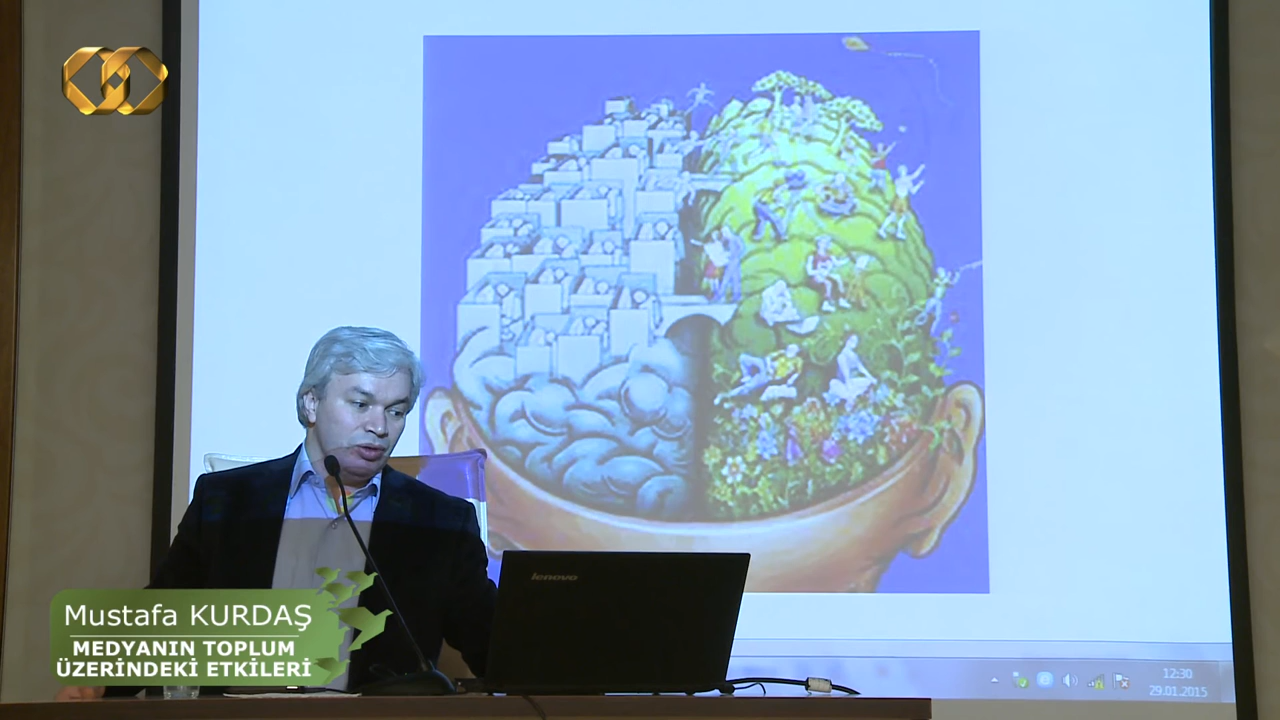 Mustafa KURDAŞ
MEDYANIN TOPLUM
ÜZERİNDEKİ ETKİLERİ
lenovo
12:30
29.01.2015